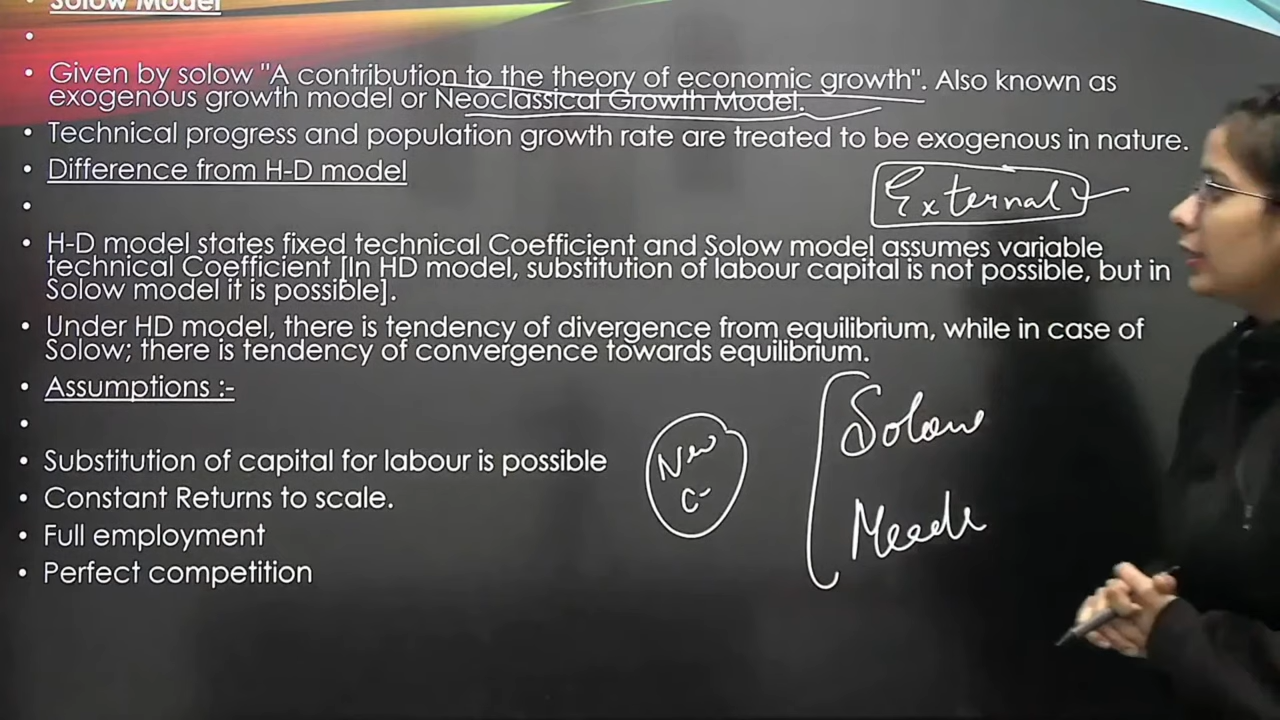 Solow Model
Given by solow "A contribution to the theory of economic growth". Also known as
exogenous growth model or Neoclassical Growth Model.
Technical progress and population growth rate are treated to be exogenous in nature.
Difference from H-D model
External
H-D model states fixed technical Coefficient and Solow model assumes variable
technical Coefficient [In HD model, substitution of labour capital is not possible, but in
Solow model it is possible].
Under HD model, there is tendency of divergence from equilibrium, while in case of
Solow; there is tendency of convergence towards equilibrium.
Assumptions :-
Substitution of capital for labour is possible
Constant Returns to scale.
Full employment
Perfect competition
New
C-
Solow
Meade